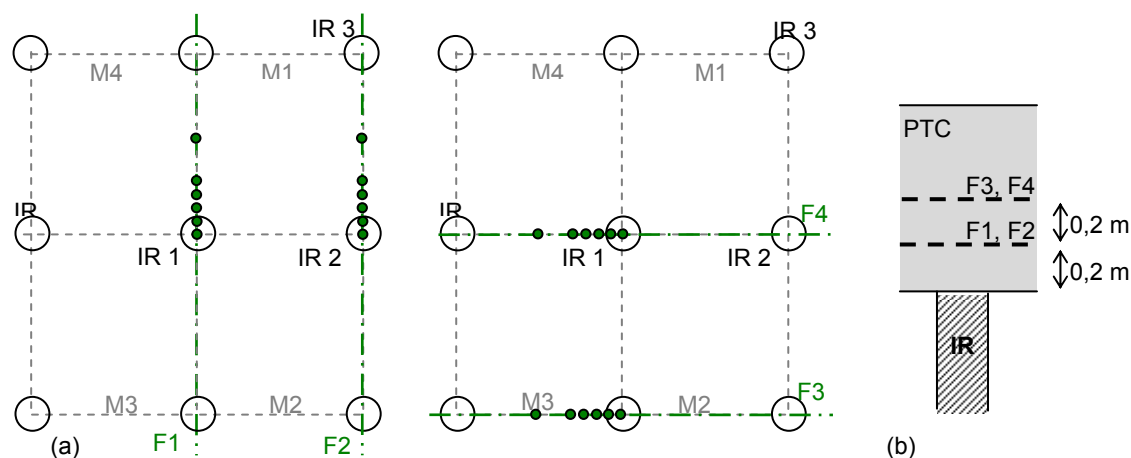 IR 3
M4
M1
IR
IR 1
IR 2
M3
M2
F1
F2
(a)
IR 3
M4
M1
IR
F4
IR 1
IR 2
F3
M3
M2
PTC
F3, F4
0,2 m
F1, F2
0,2 m
IR
(b)